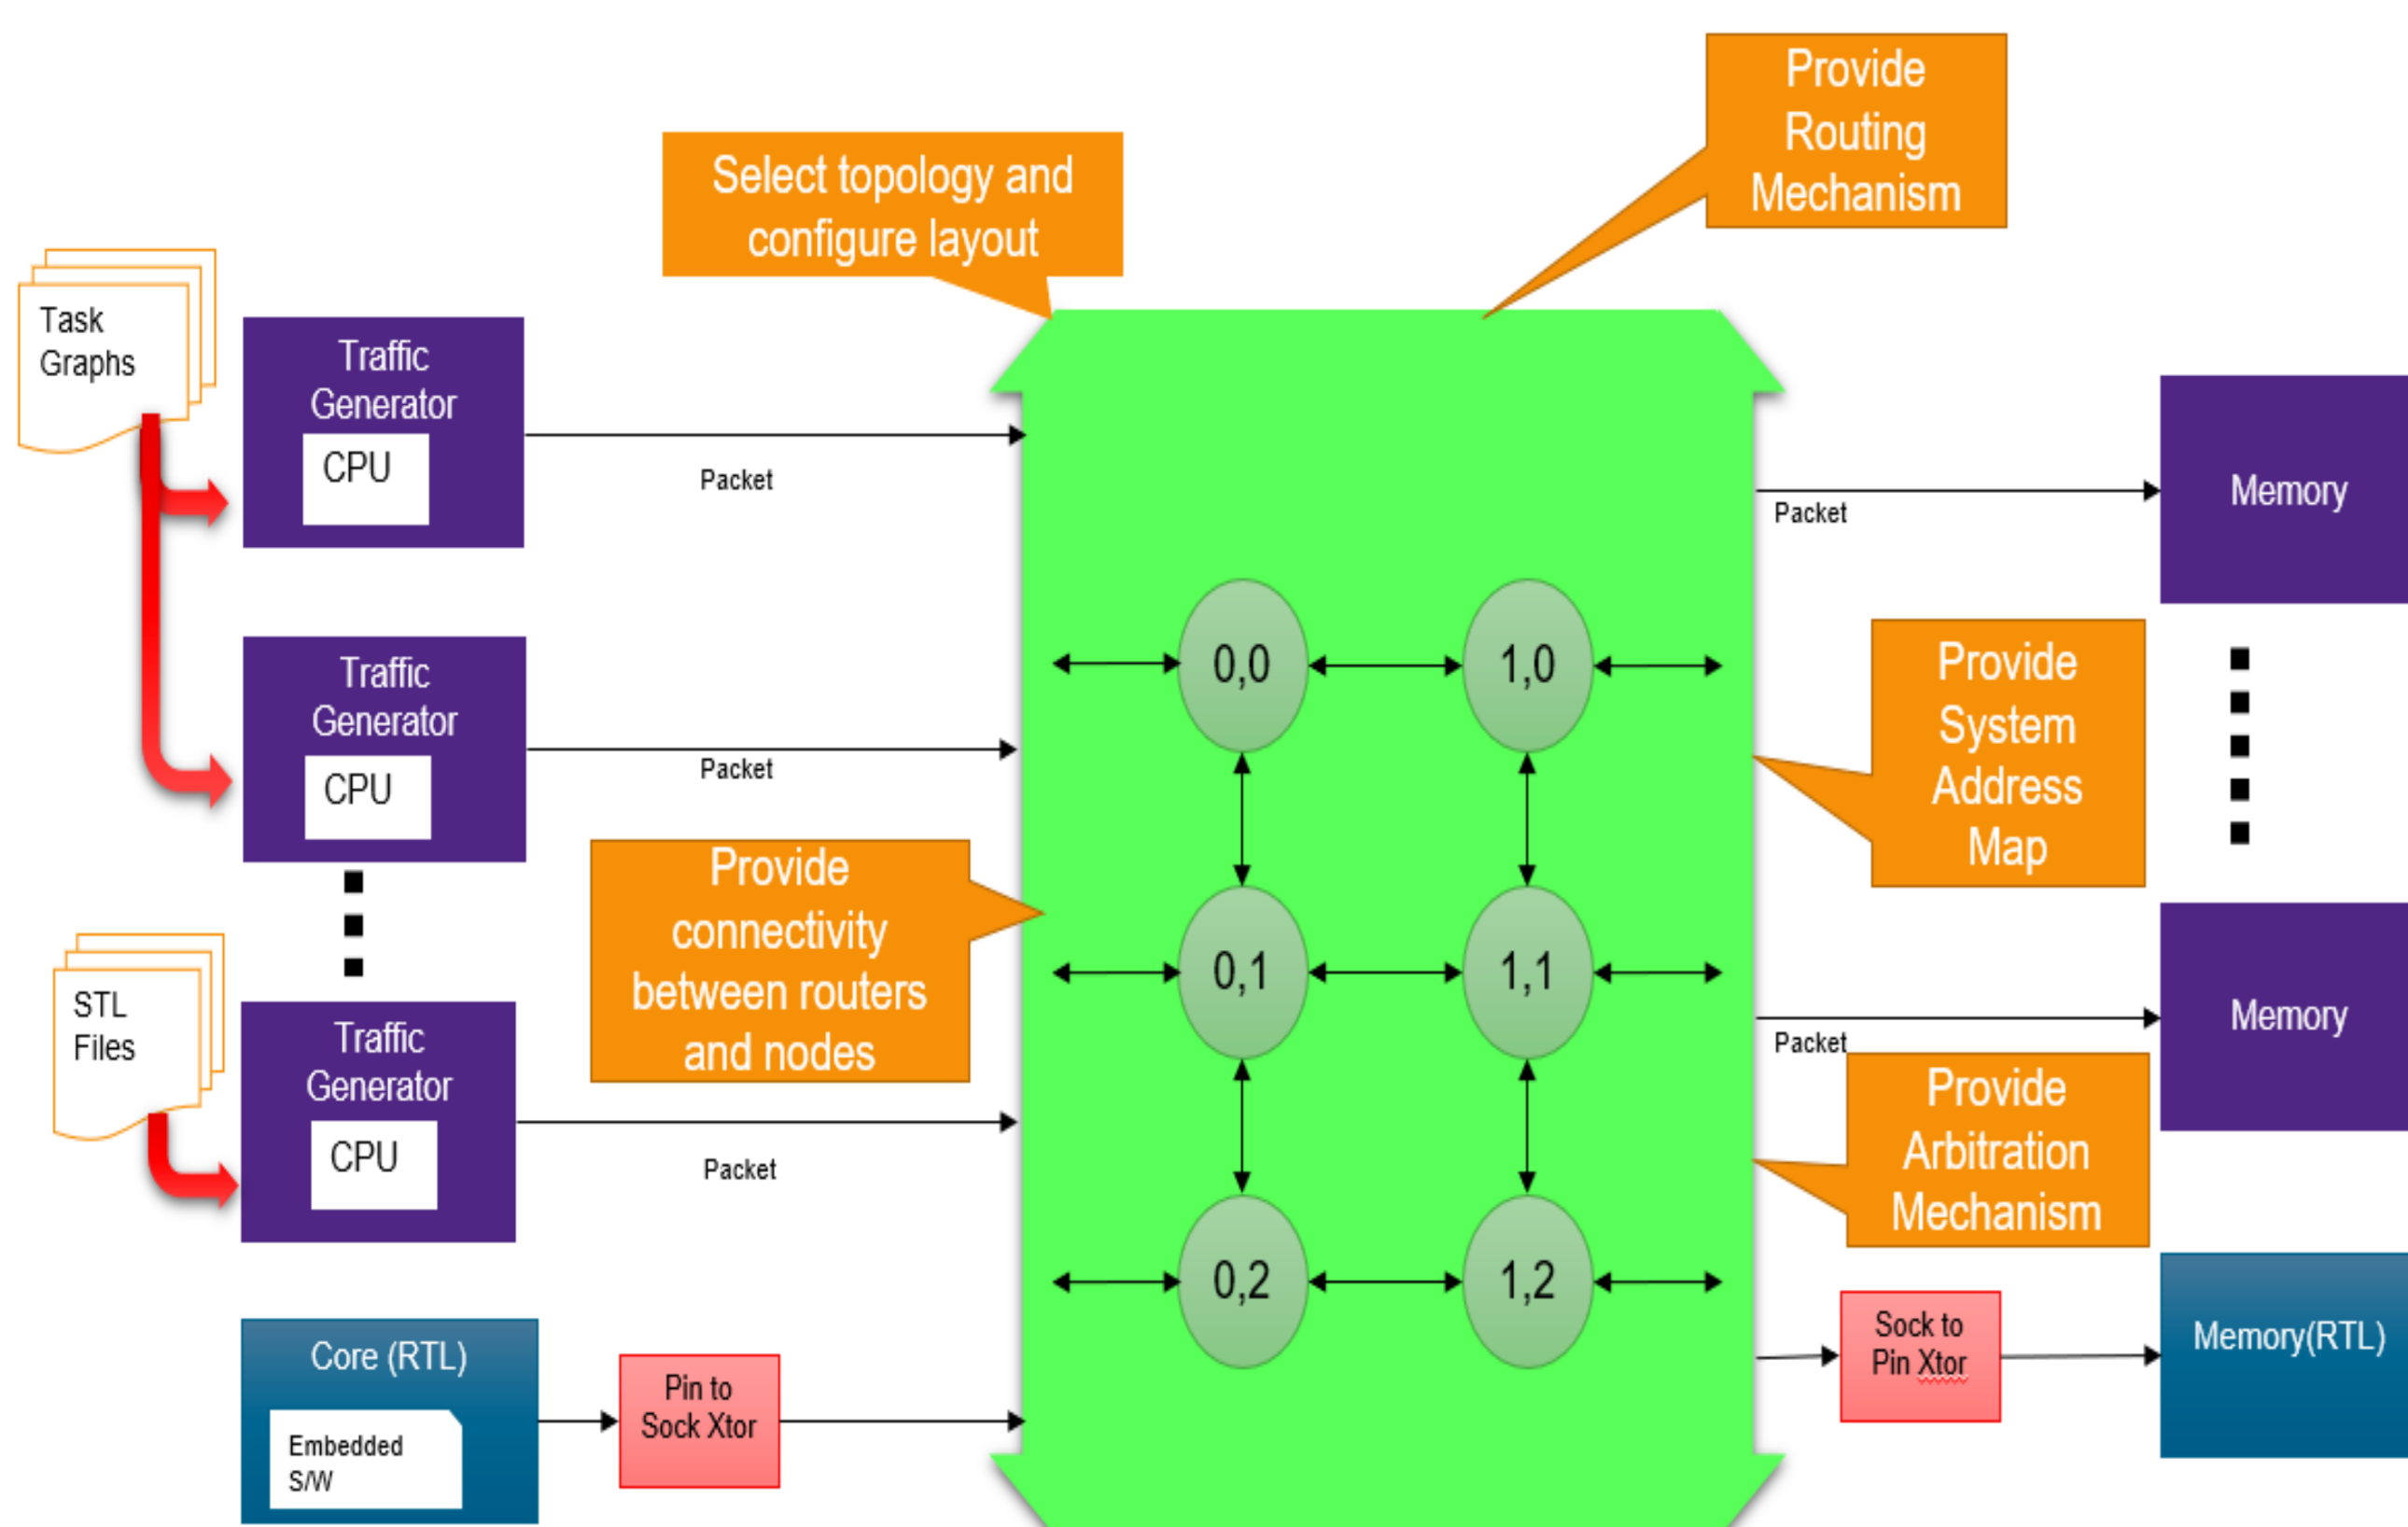 Provide
Routing
Mechanism
Select topology and
configure layout
Task
Graphs
Traffic
Generator
CPU
Packet
Packet
Memory
Traffic
Generator
CPU
Packet
0,0
1,0
Provide
System
Address
Map
Provide
connectivity
between routers
and nodes
0,1
1,1
STL
Files
Traffic
Generator
CPU
Packet
Packet
Memory
Provide
Arbitration
Mechanism
0,2
1,2
Core (RTL)
Embedded
S/W
Pin to
Sock Xtor
Sock to
Pin Xtor
Memory(RTL)